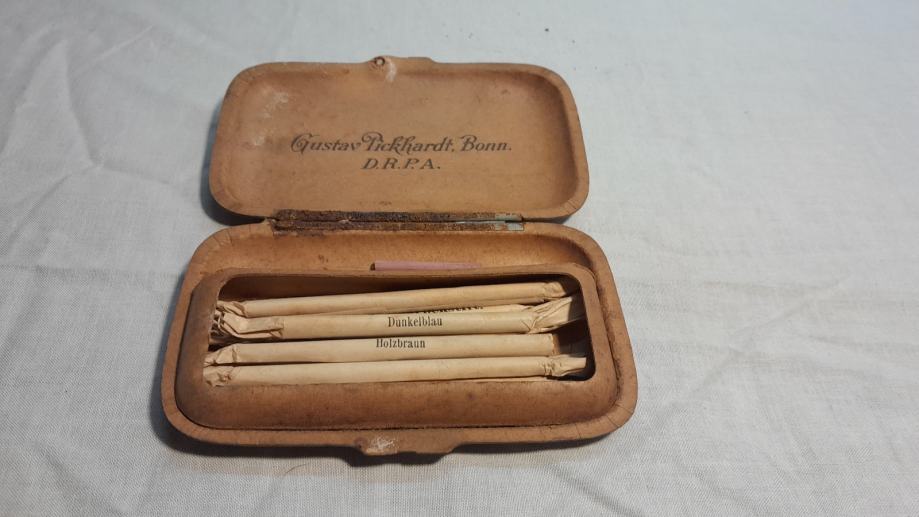 Gustav Pickhardt, Bonn.
D.R.P.A.
Dunkelblau
Holzbraun